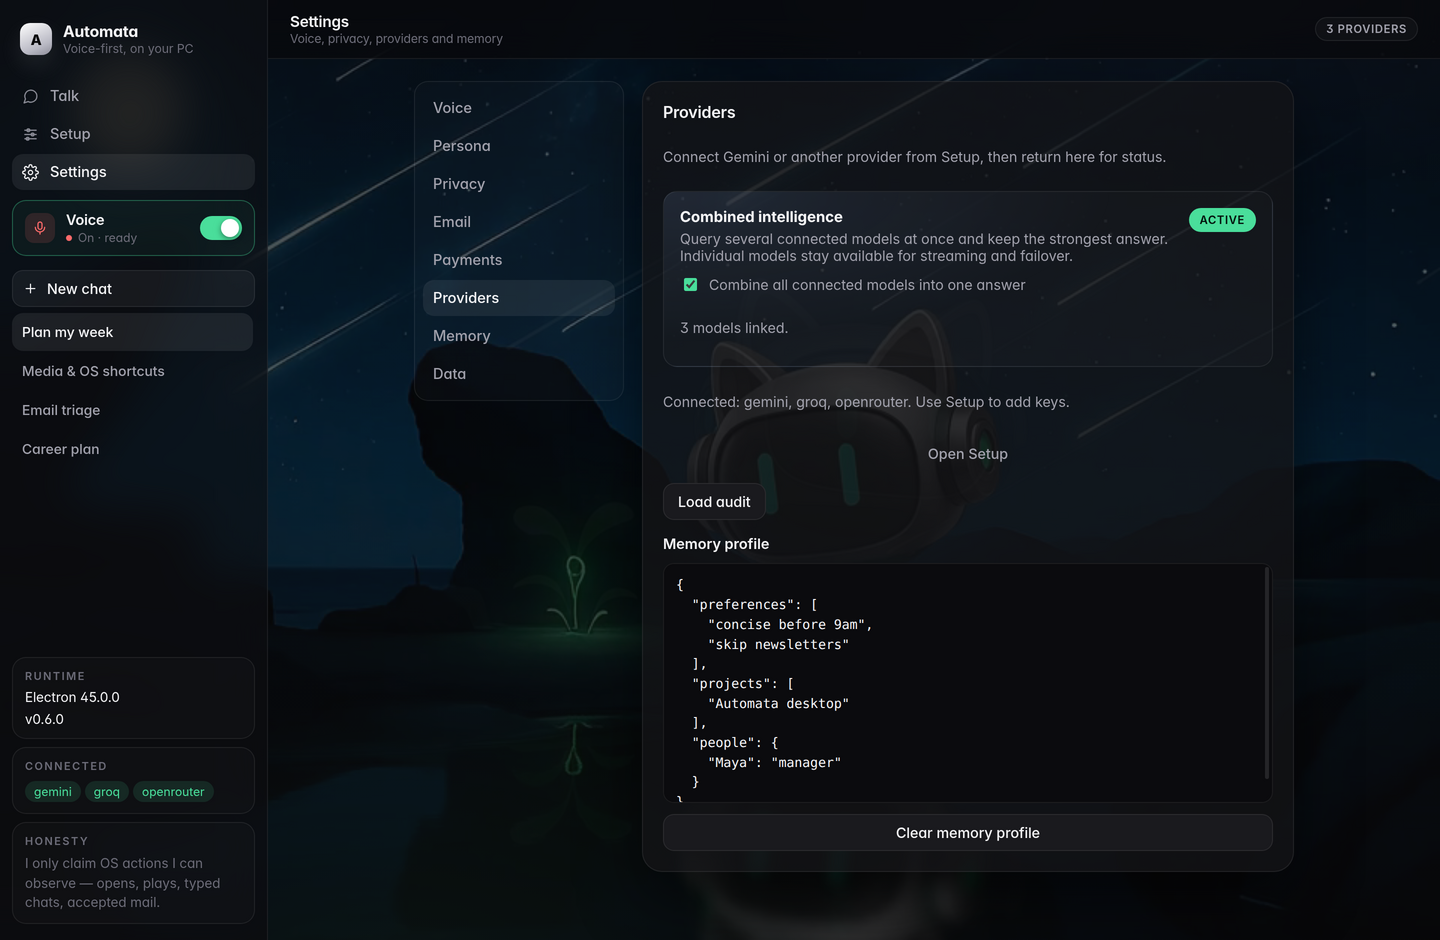 A
Automata
Voice-first, on your PC
Talk
Setup
Settings
Voice
On · ready
New chat
Plan my week
Media & OS shortcuts
Email triage
Career plan
RUNTIME
Electron 45.0.0
v0.6.0
CONNECTED
gemini groq openrouter
HONESTY
I only claim OS actions I can
observe — opens, plays, typed
chats, accepted mail.
Settings
Voice, privacy, providers and memory
3 PROVIDERS
Voice
Persona
Privacy
Email
Payments
Providers
Memory
Data
Providers
Connect Gemini or another provider from Setup, then return here for status.
Combined intelligence
ACTIVE
Query several connected models at once and keep the strongest answer.
Individual models stay available for streaming and failover.
Combine all connected models into one answer
3 models linked.
Connected: gemini, groq, openrouter. Use Setup to add keys.
Open Setup
Load audit
Memory profile
{
  "preferences": [
    "concise before 9am",
    "skip newsletters"
  ],
  "projects": [
    "Automata desktop"
  ],
  "people": {
    "Maya": "manager"
  }
}
Clear memory profile